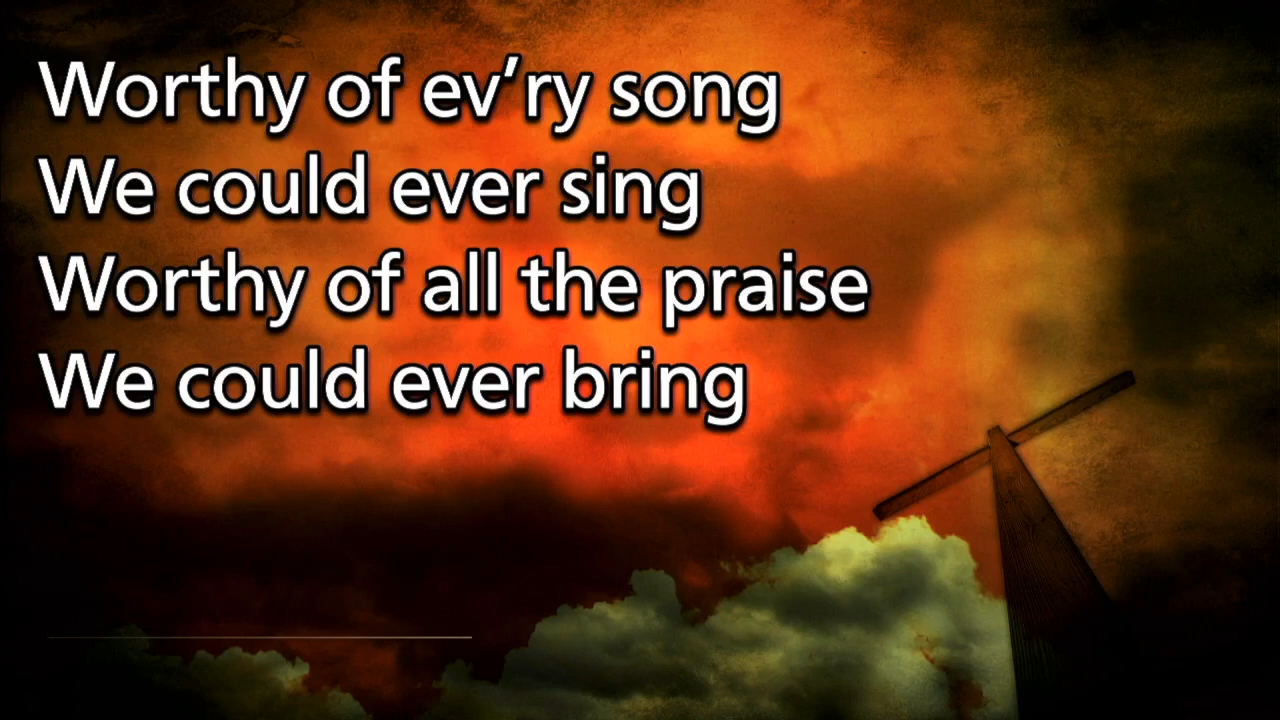 Worthy of ev’ry song
We could ever sing
Worthy of all the praise
We could ever bring